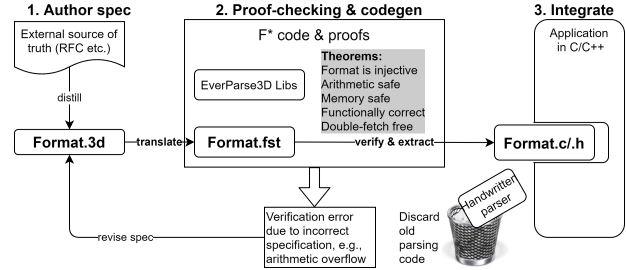 1. Author spec
External source of
truth (RFC etc.)
distill
Format.3d
translate
revise spec
2. Proof-checking & codegen
F* code & proofs
EverParse3D Libs
Theorems:
Format is injective
Arithmetic safe
Memory safe
Functionally correct
Double-fetch free
Format.fst
verify & extract
Verification error
due to incorrect
specification, e.g.,
arithmetic overflow
3. Integrate
Application
in C/C++
Format.c/.h
Handwritten
parser
Discard
old
parsing
code